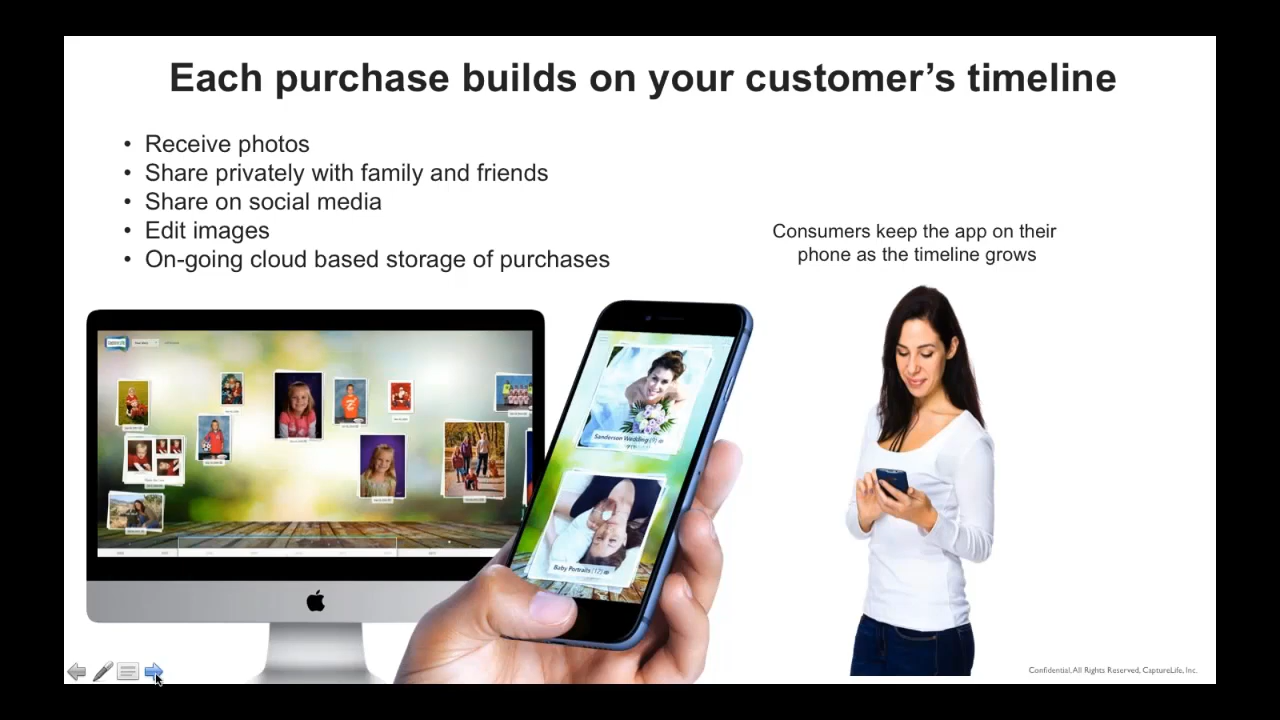 Each purchase builds on your customer's timeline
• Receive photos
• Share privately with family and friends
• Share on social media
• Edit images
• On-going cloud based storage of purchases
Consumers keep the app on their
phone as the timeline grows
Sanderson Wedding
Baby Portraits (12)
Confidential, All Rights Reserved, CaptureLife, Inc.